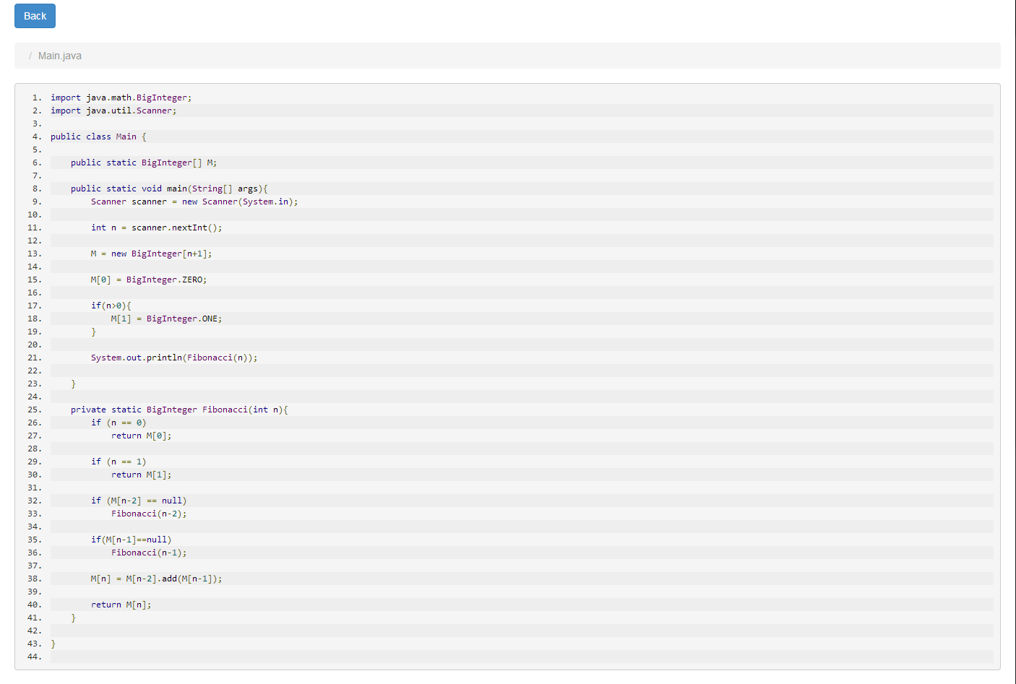 Back
/ Main.java
1. import java.math.BigInteger;
2. import java.util.Scanner;
3.
4. public class Main {
5.
6.     public static BigInteger[] M;
7.
8.     public static void main(String[] args){
9.         Scanner scanner = new Scanner(System.in);
10.
11.         int n = scanner.nextInt();
12.
13.         M = new BigInteger[n+1];
14.
15.         M[0] = BigInteger.ZERO;
16.
17.         if(n>0){
18.             M[1] = BigInteger.ONE;
19.         }
20.
21.         System.out.println(Fibonacci(n));
22.
23.     }
24.
25.     private static BigInteger Fibonacci(int n){
26.         if (n == 0)
27.             return M[0];
28.
29.         if (n == 1)
30.             return M[1];
31.
32.         if (M[n-2] == null)
33.             Fibonacci(n-2);
34.
35.         if(M[n-1]==null)
36.             Fibonacci(n-1);
37.
38.         M[n] = M[n-2].add(M[n-1]);
39.
40.         return M[n];
41.     }
42.
43. }
44.